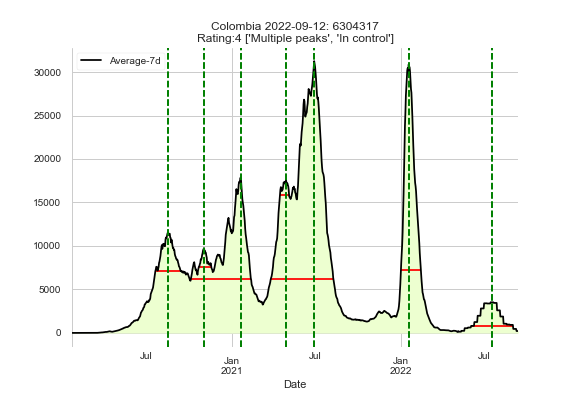 Colombia 2022-09-12: 6304317
Rating:4 ['Multiple peaks', 'In control']
Average-7d
30000
25000
20000
15000
10000
5000
0
Jul
Jan
2021
Jul
Jan
2022
Jul
Date